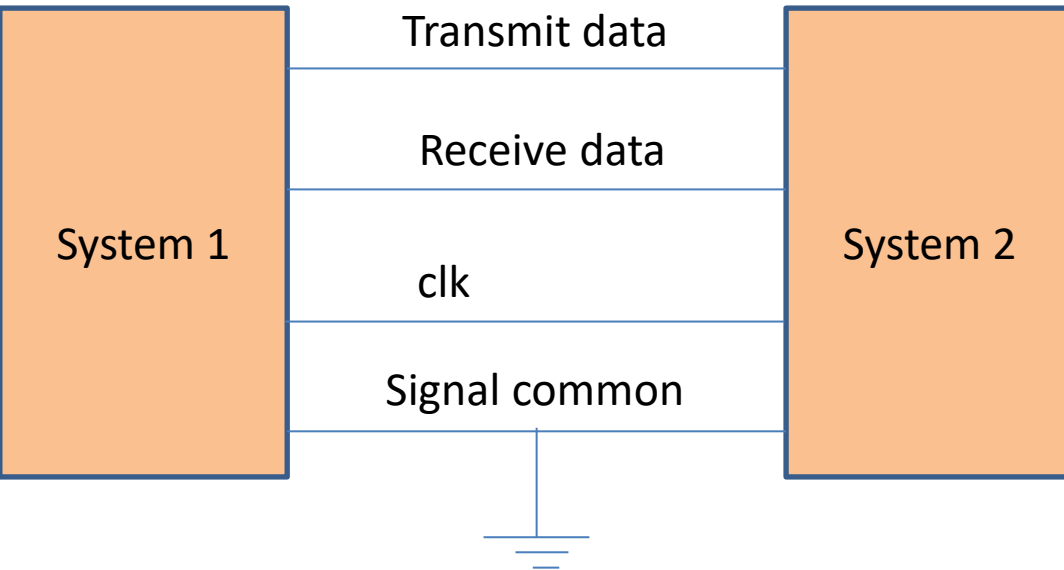 Transmit data
Receive data
System 1
System 2
clk
Signal common